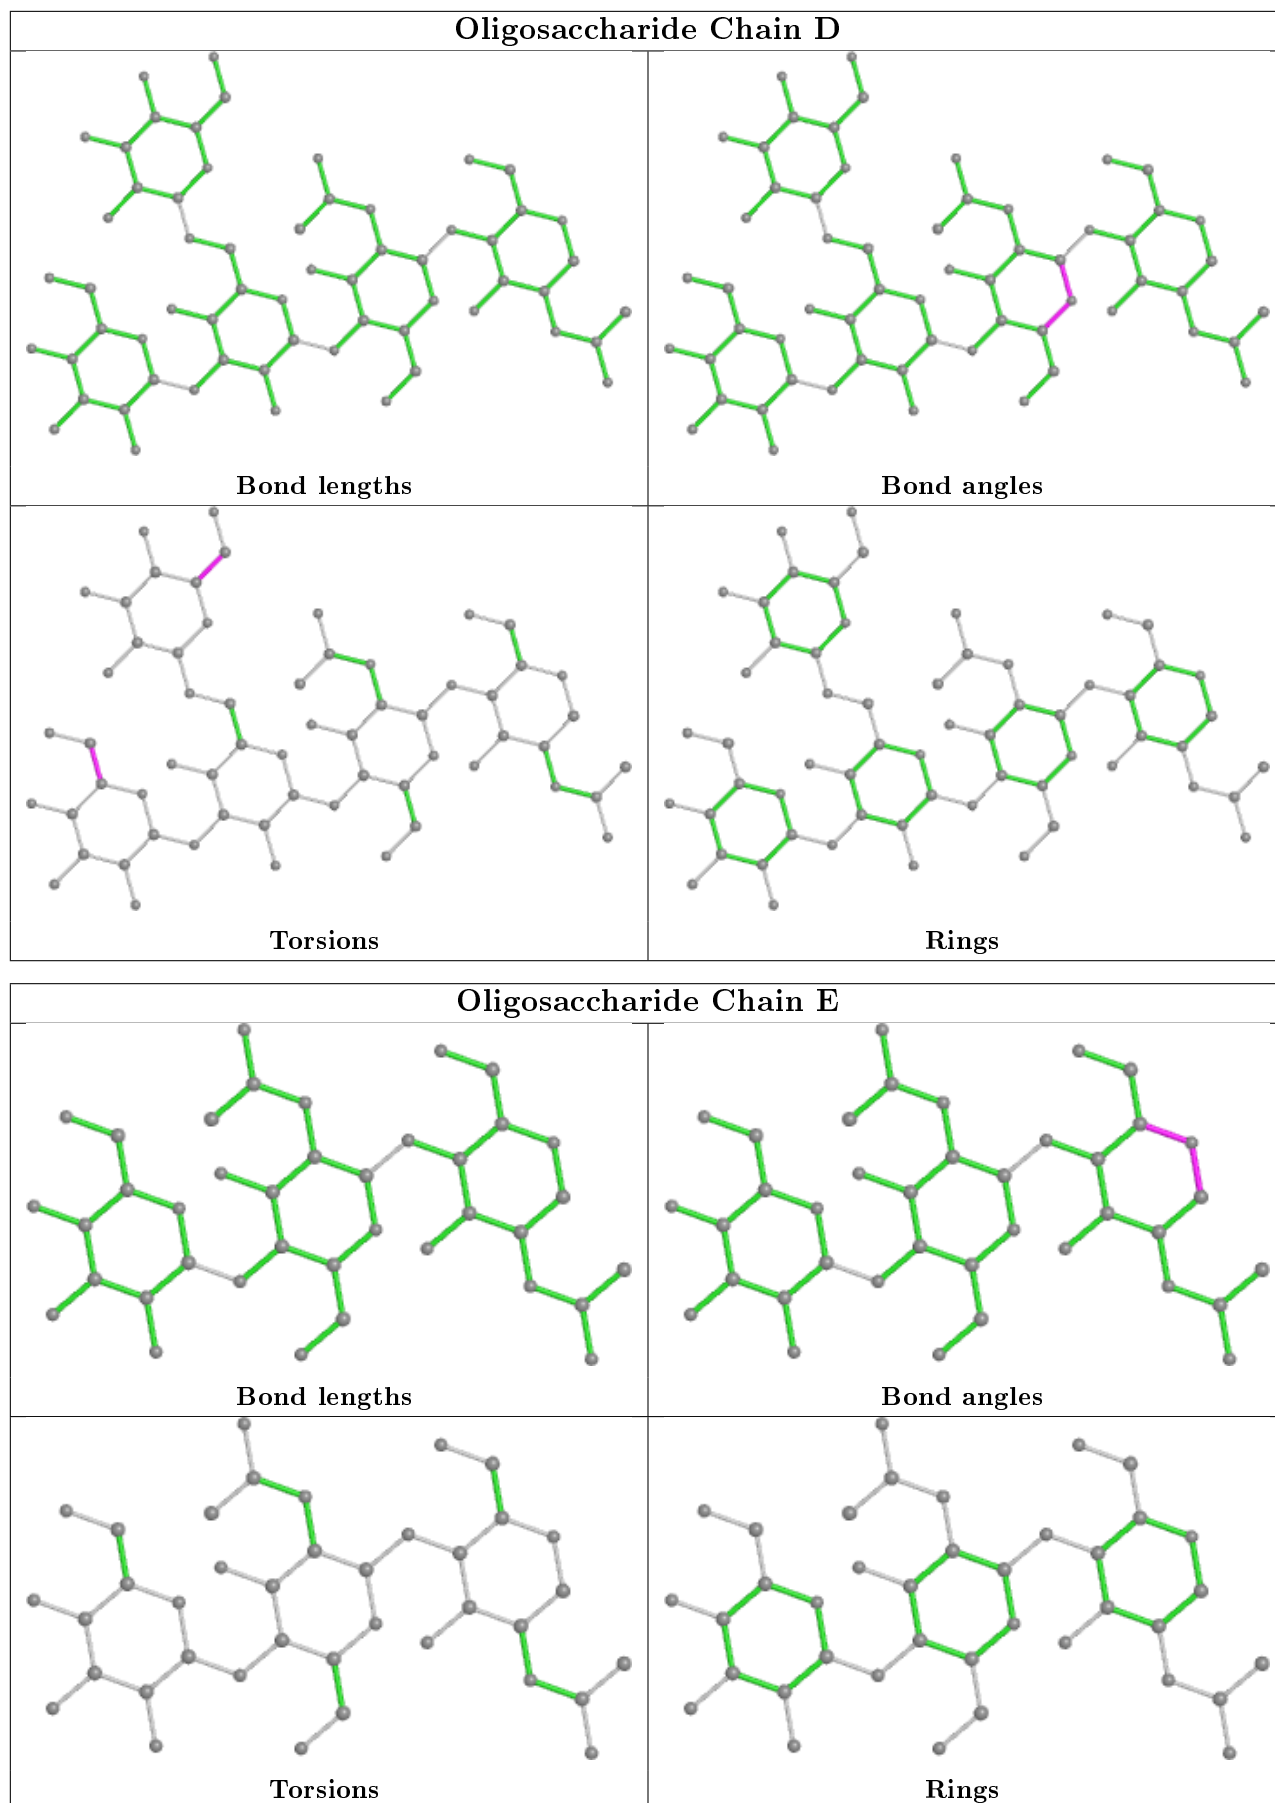 Oligosaccharide Chain D
Bond lengths
Bond angles
Torsions
Rings
Oligosaccharide Chain E
Bond lengths
Bond angles
Torsions
Rings